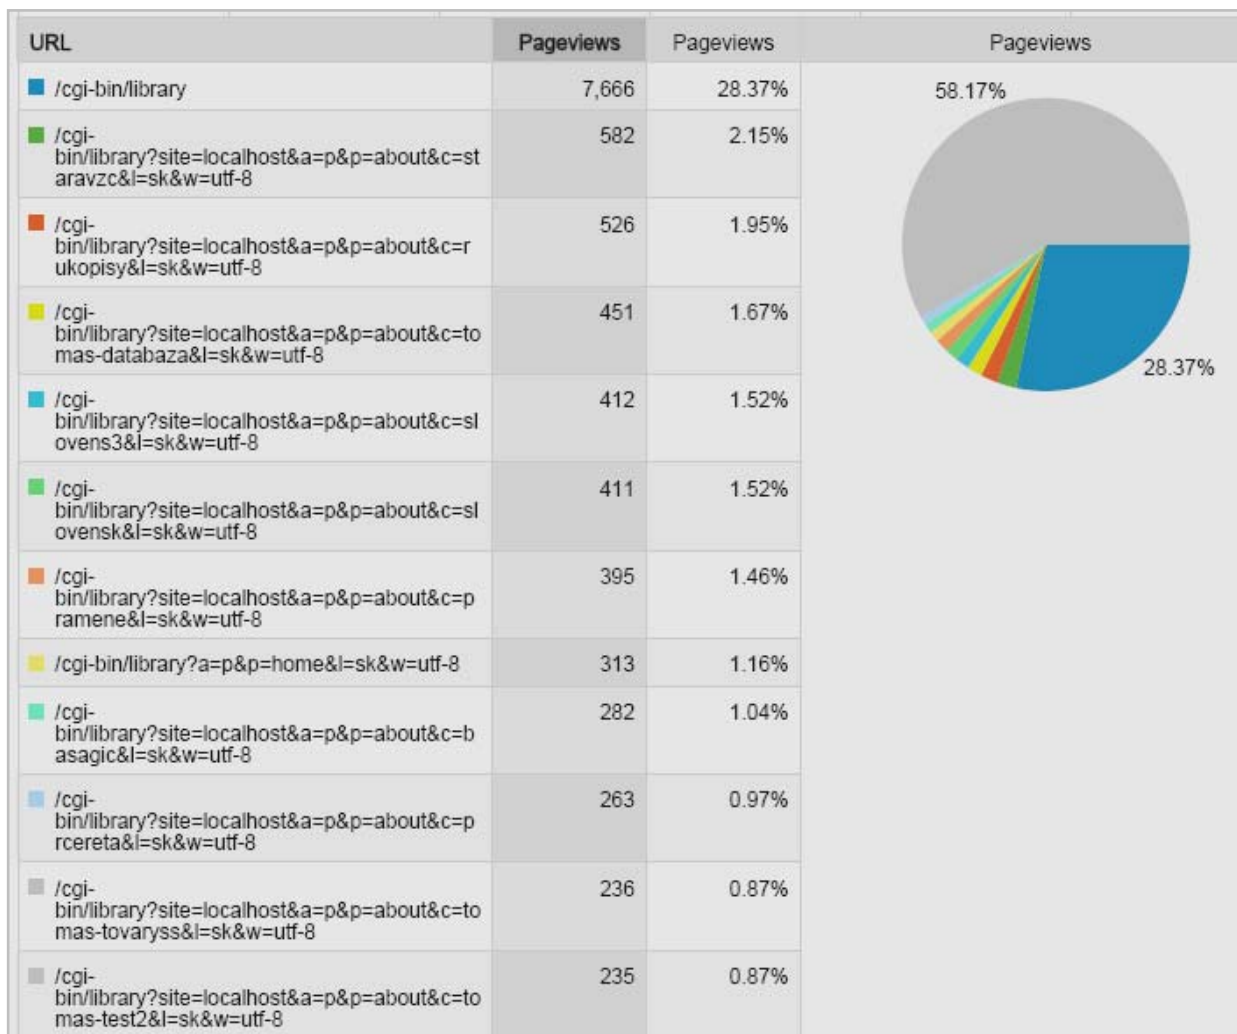 URL Pageviews Pageviews Pageviews
/cgi-bin/library 7,666 28.37%
58.17%
/cgi- 582 2.15%
bin/library?site=localhost&a=p&p=about&c=st
aravzc&l=sk&w=utf-8
/cgi- 526 1.95%
bin/library?site=localhost&a=p&p=about&c=r
ukopisy&l=sk&w=utf-8
/cgi- 451 1.67%
bin/library?site=localhost&a=p&p=about&c=to
mas-databaza&l=sk&w=utf-8
28.37%
/cgi- 412 1.52%
bin/library?site=localhost&a=p&p=about&c=sl
ovens3&l=sk&w=utf-8
/cgi- 411 1.52%
bin/library?site=localhost&a=p&p=about&c=sl
ovensk&l=sk&w=utf-8
/cgi- 395 1.46%
bin/library?site=localhost&a=p&p=about&c=p
ramene&l=sk&w=utf-8
/cgi-bin/library?a=p&p=home&l=sk&w=utf-8 313 1.16%
/cgi- 282 1.04%
bin/library?site=localhost&a=p&p=about&c=b
asagic&l=sk&w=utf-8
/cgi- 263 0.97%
bin/library?site=localhost&a=p&p=about&c=p
rcereta&l=sk&w=utf-8
/cgi- 236 0.87%
bin/library?site=localhost&a=p&p=about&c=to
mas-tovaryss&l=sk&w=utf-8
/cgi- 235 0.87%
bin/library?site=localhost&a=p&p=about&c=to
mas-test2&l=sk&w=utf-8